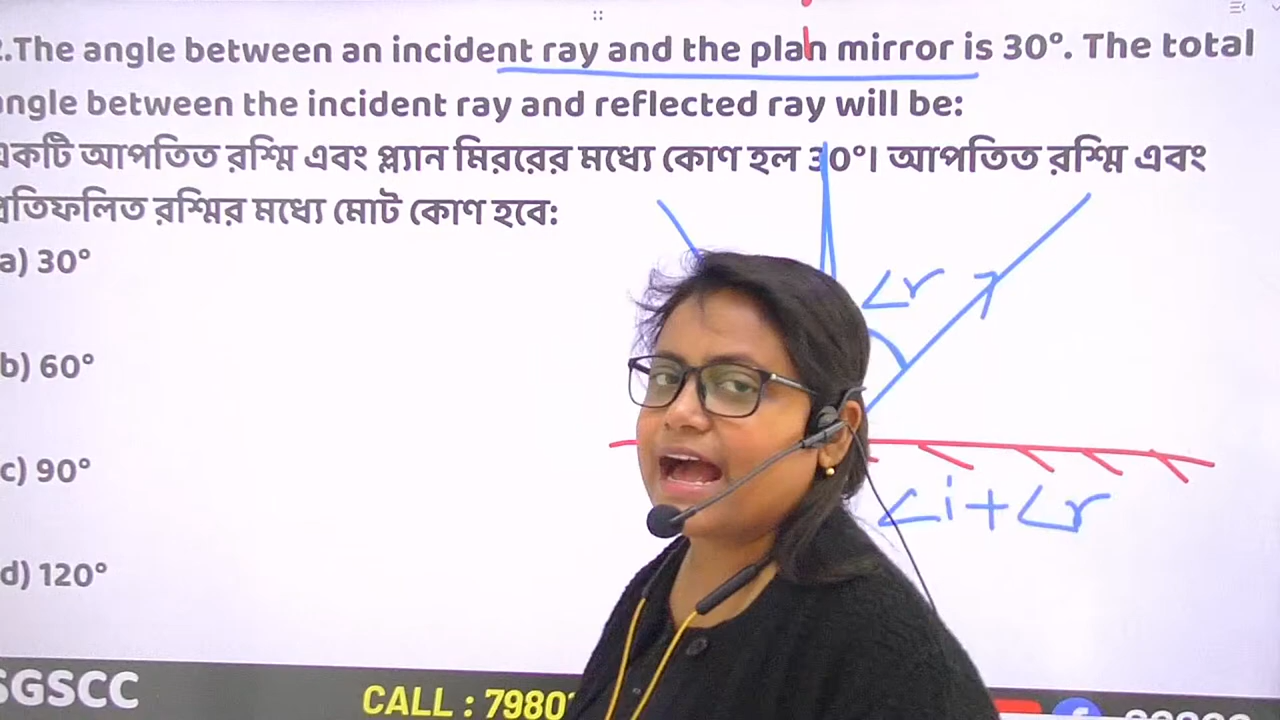 .The angle between an incident ray and the plan mirror is 30°. The total
angle between the incident ray and reflected ray will be:
একটি আপতিত রশ্মি এবং প্ল্যান মিররের মধ্যে কোণ হল 30°। আপতিত রশ্মি এবং
প্রতিফলিত রশ্মির মধ্যে মোট কোণ হবে:
a) 30°
∠r
b) 60°
c) 90°
∠i+∠r
d) 120°
SGSCC
CALL : 7980